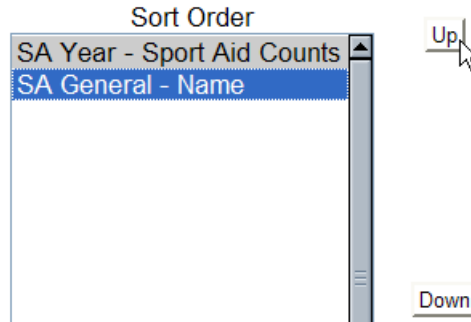 Sort Order
Up
SA Year - Sport Aid Counts
SA General - Name
Down